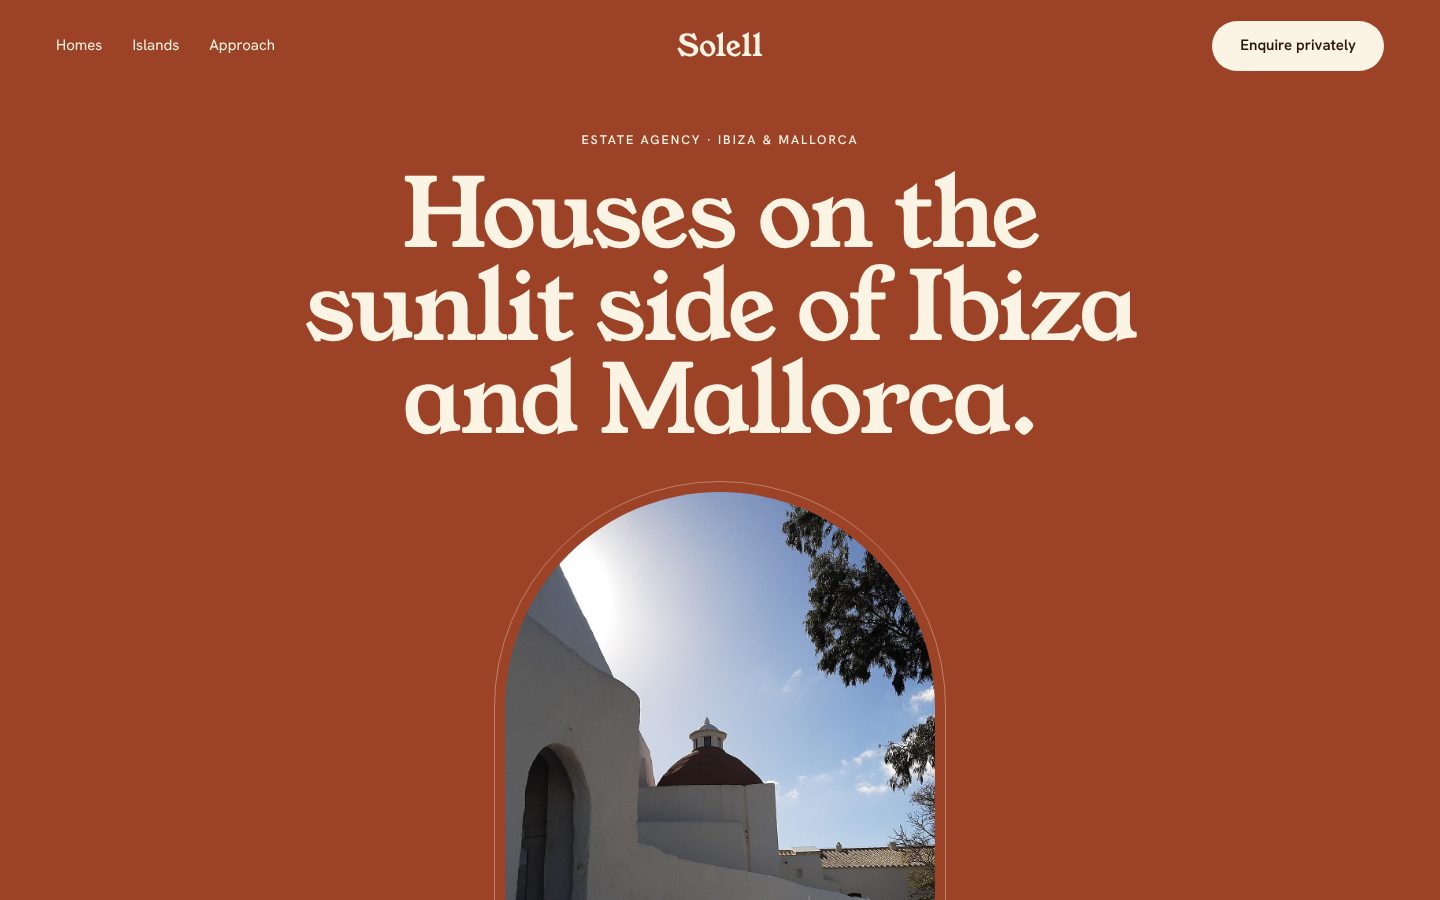 Homes
Islands
Approach
Solell
Enquire privately
ESTATE AGENCY · IBIZA & MALLORCA
Houses on the
sunlit side of Ibiza
and Mallorca.